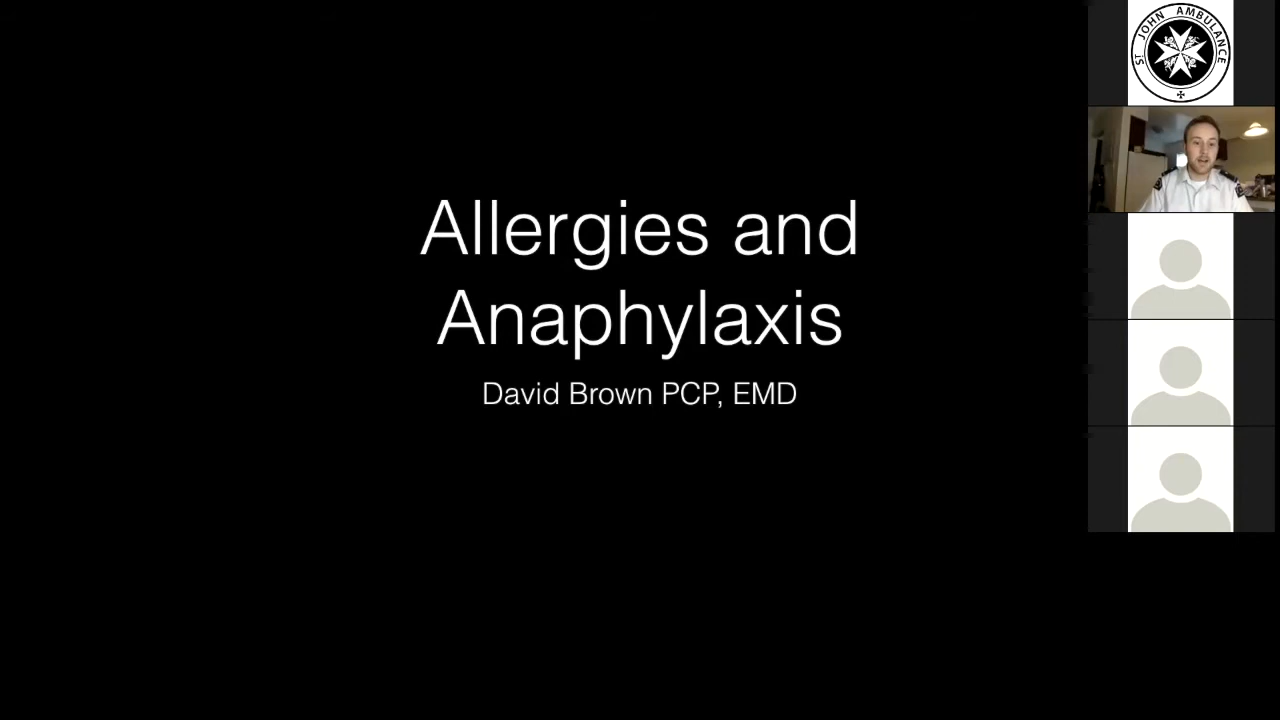 Allergies and
Anaphylaxis
David Brown PCP, EMD
ST JOHN AMBULANCE